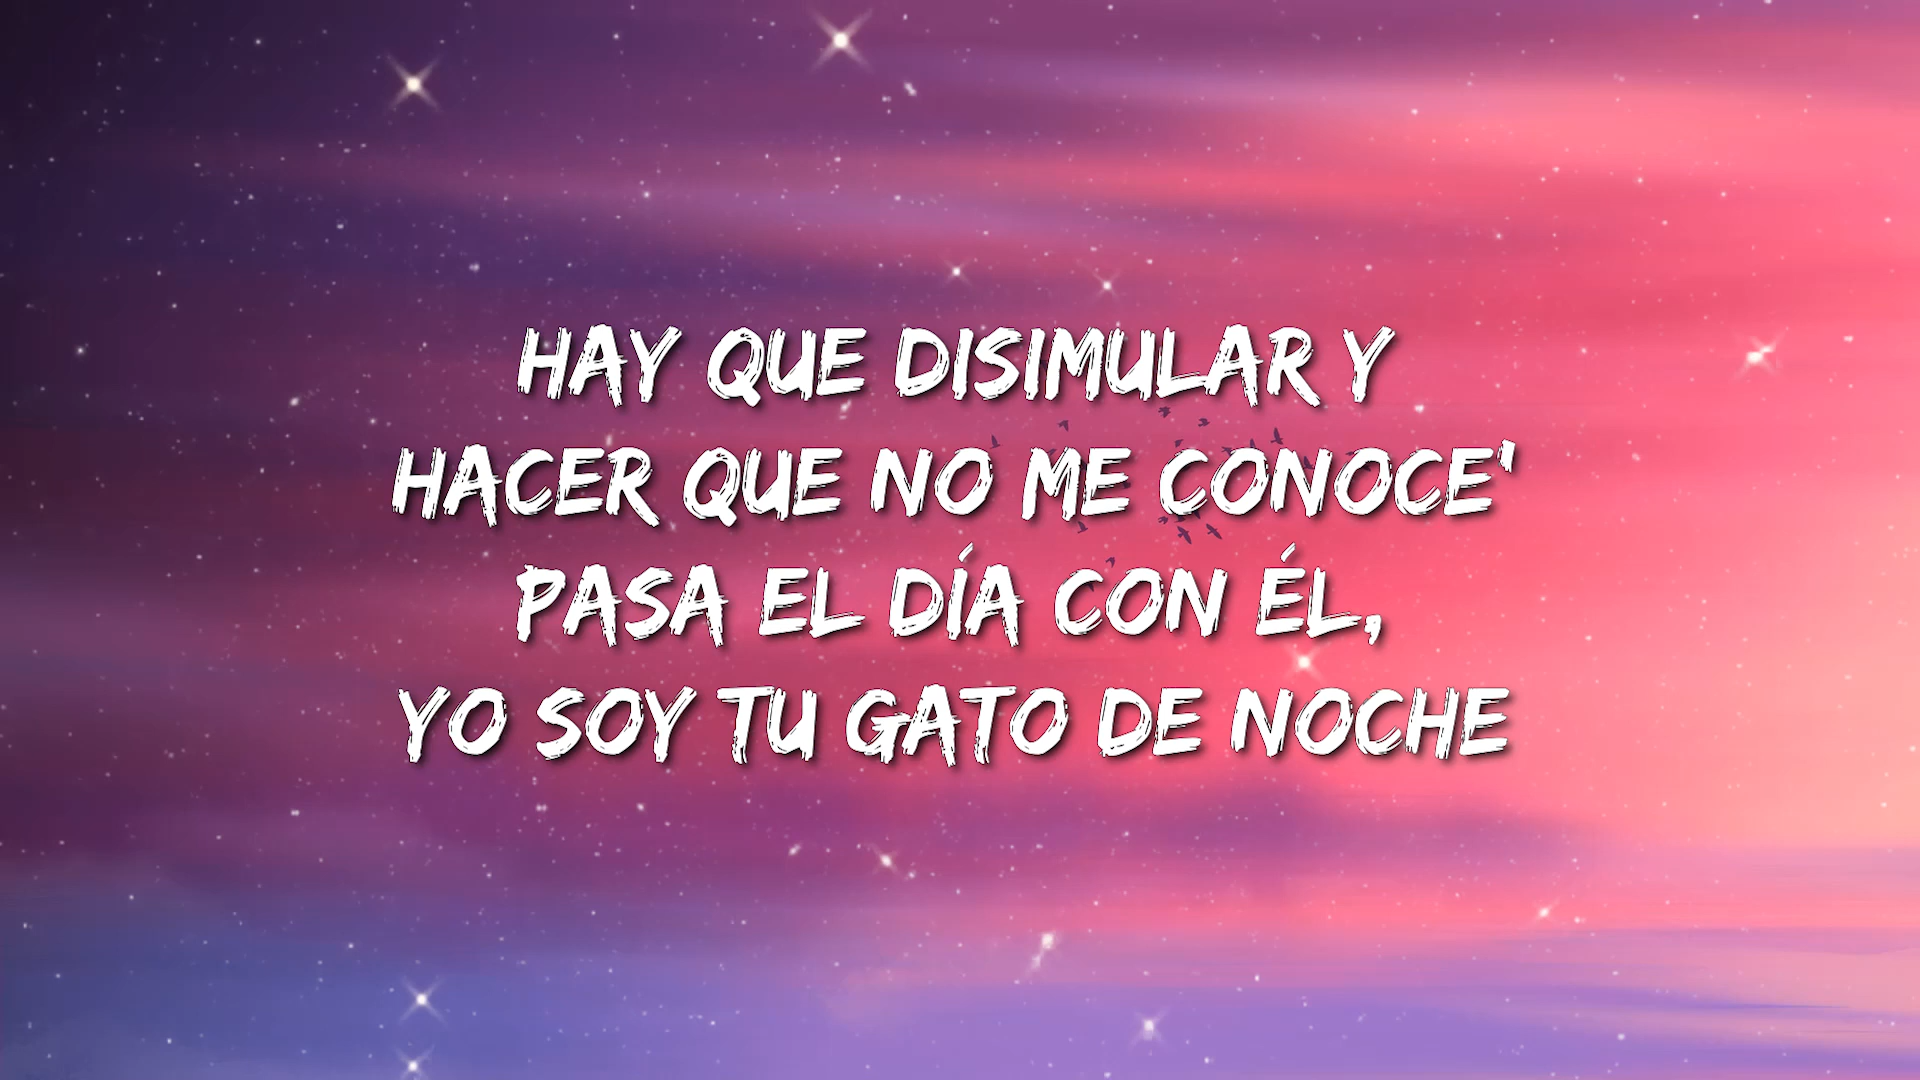 HAY QUE DISIMULAR Y
HACER QUE NO ME CONOCE'
PASA EL DÍA CON ÉL,
YO SOY TU GATO DE NOCHE